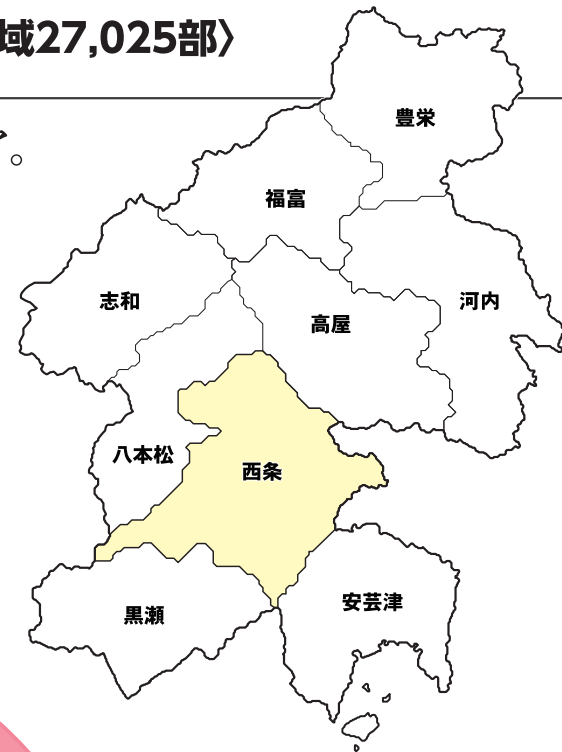 域27,025部〉
。
豊栄
福富
志和
高屋
河内
八本松
西条
黒瀬
安芸津